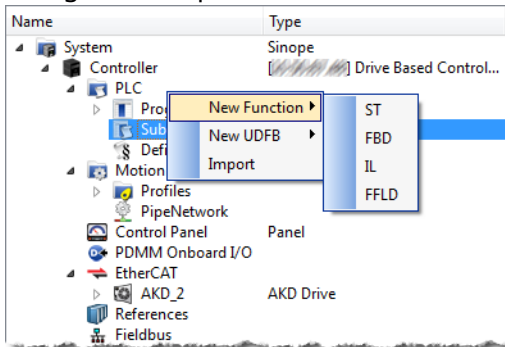 Name Type
System Sinope
Controller [ ] Drive Based Control...
PLC
New Function ST
Sub
New UDFB FBD
Defi
Import IL
Motion
FFLD
Profiles
PipeNetwork
Control Panel Panel
PDMM Onboard I/O
EtherCAT
AKD_2 AKD Drive
References
Fieldbus